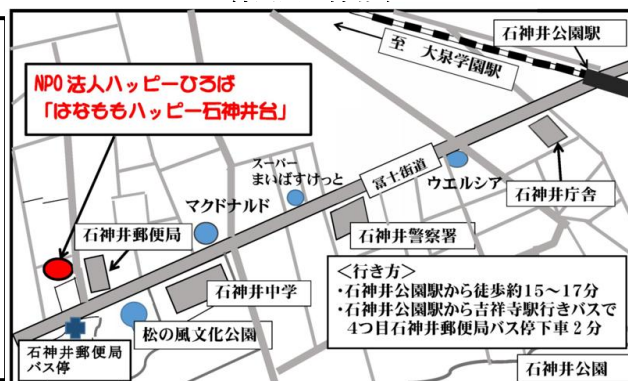 石神井公園駅
至 大泉学園駅
NPO法人ハッピーひろば
「はなももハッピー石神井台」
スーパー
まいばすけっと
冨士街道
ウエルシア
石神井庁舎
マクドナルド
石神井郵便局
石神井警察署
石神井中学
松の風文化公園
石神井郵便局
バス停
＜行き方＞
・石神井公園駅から徒歩約15～17分
・石神井公園駅から吉祥寺駅行きバスで
4つ目石神井郵便局バス停下車2分
石神井公園